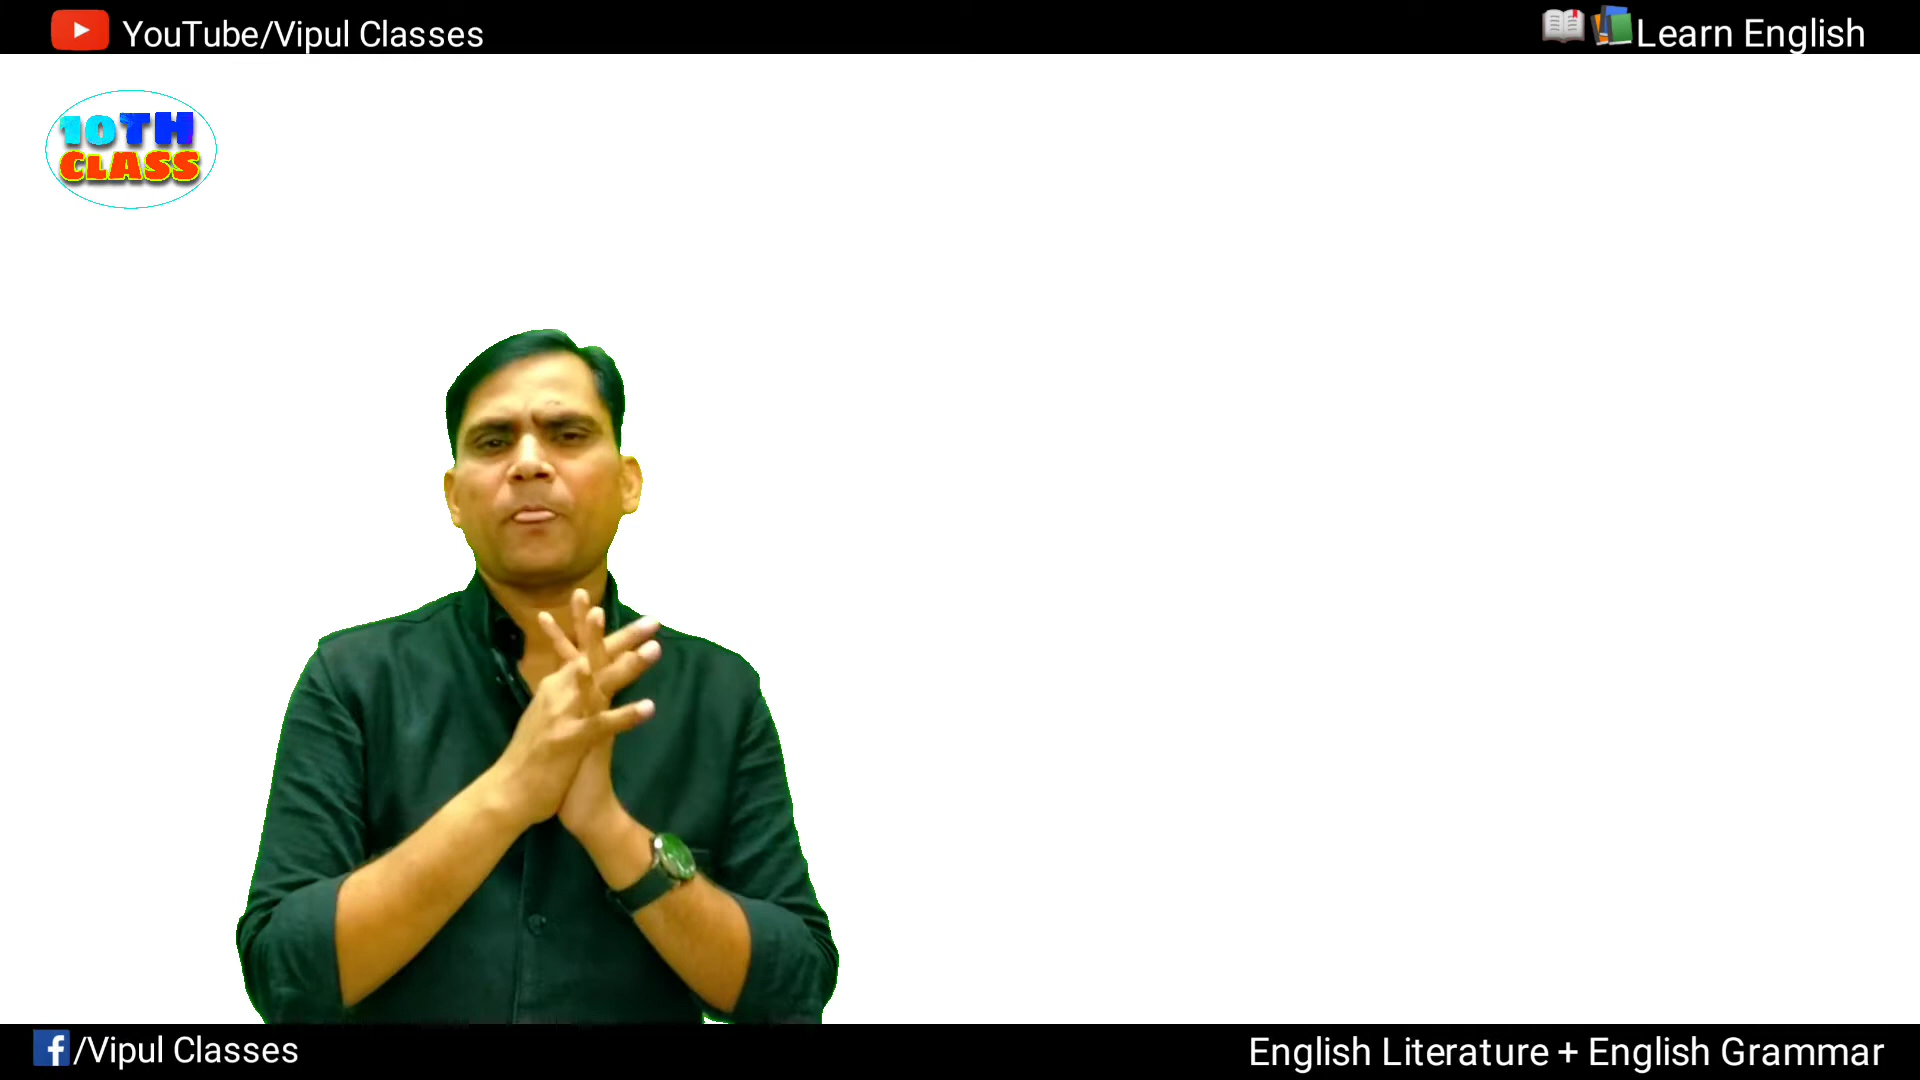 YouTube/Vipul Classes
Learn English
10TH
CLASS
/Vipul Classes
English Literature + English Grammar